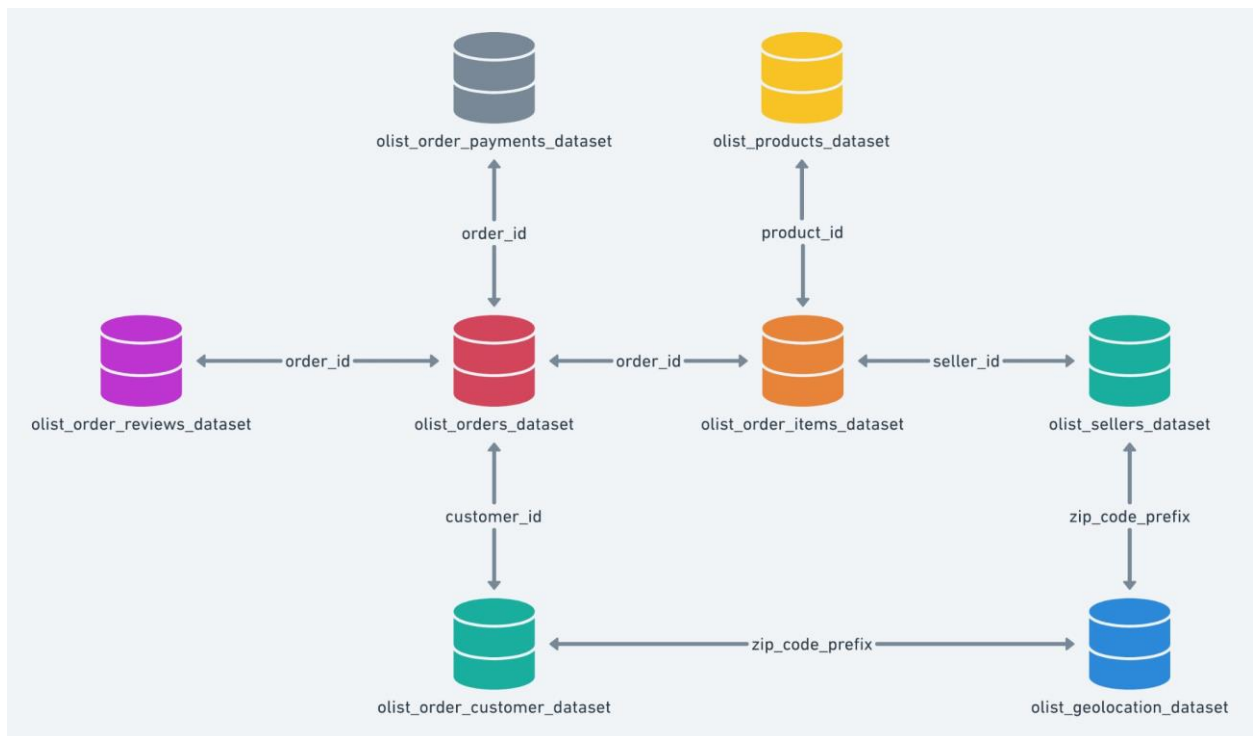 olist_order_payments_dataset
olist_products_dataset
order_id
product_id
order_id
order_id
seller_id
olist_order_reviews_dataset
olist_orders_dataset
olist_order_items_dataset
olist_sellers_dataset
customer_id
zip_code_prefix
zip_code_prefix
olist_order_customer_dataset
olist_geolocation_dataset